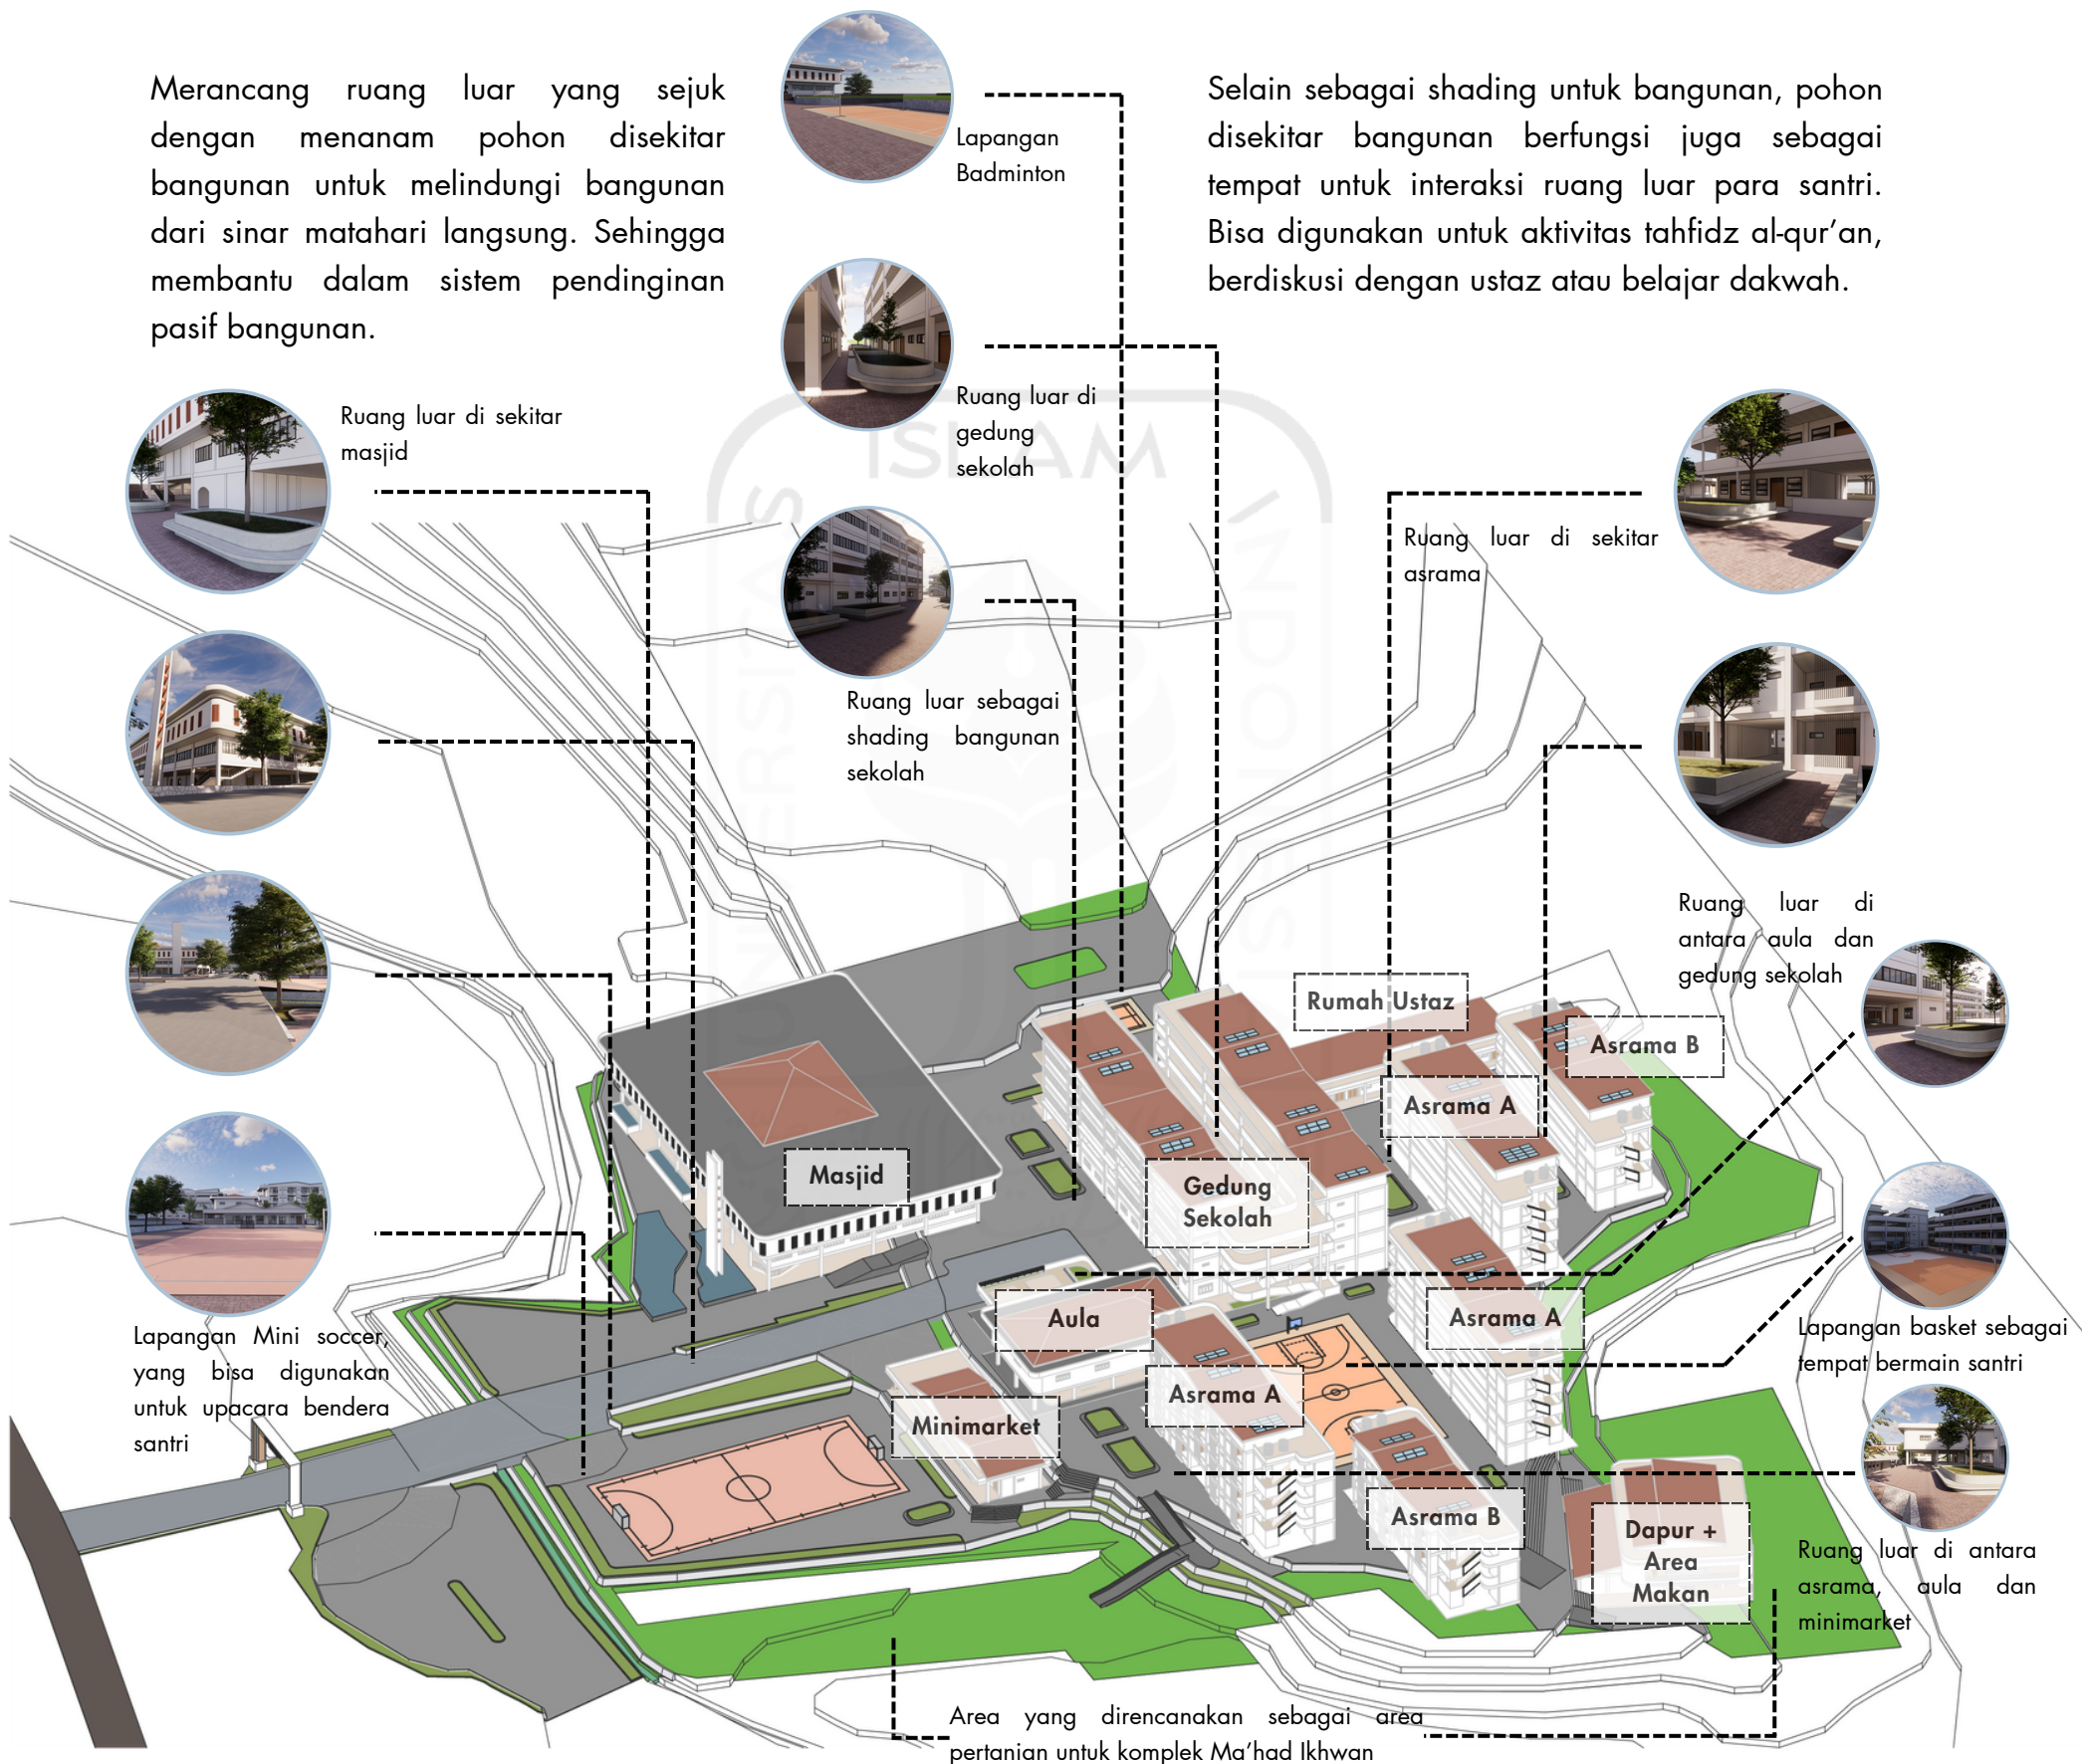 Merancang ruang luar yang sejuk
dengan menanam pohon disekitar
bangunan untuk melindungi bangunan
dari sinar matahari langsung. Sehingga
membantu dalam sistem pendinginan
pasif bangunan.
Lapangan
Badminton
Selain sebagai shading untuk bangunan, pohon
disekitar bangunan berfungsi juga sebagai
tempat untuk interaksi ruang luar para santri.
Bisa digunakan untuk aktivitas tahfidz al-qur’an,
berdiskusi dengan ustaz atau belajar dakwah.
Ruang luar di sekitar
masjid
Ruang luar di
gedung
sekolah
UNIVERSITAS
ISLAM
INDONESIA
Ruang luar di sekitar
asrama
Ruang luar sebagai
shading bangunan
sekolah
Ruang luar di
antara aula dan
gedung sekolah
Rumah Ustaz
Asrama B
Asrama A
Masjid
Gedung
Sekolah
Aula
Asrama A
Lapangan Mini soccer,
yang bisa digunakan
untuk upacara bendera
santri
Lapangan basket sebagai
tempat bermain santri
Asrama A
Minimarket
Asrama B
Dapur +
Area
Makan
Ruang luar di antara
asrama, aula dan
minimarket
Area yang direncanakan sebagai area
pertanian untuk komplek Ma’had Ikhwan